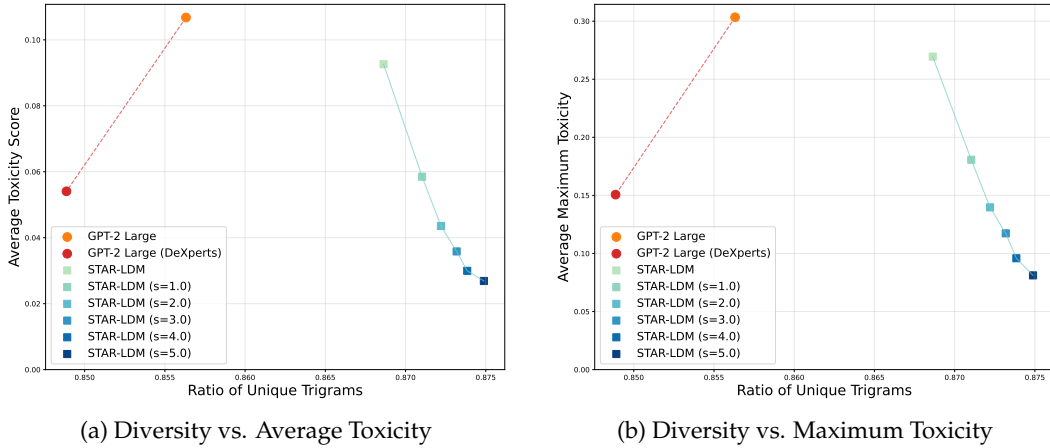 0.10
0.08
0.06
0.04
0.02
0.00
Average Toxicity Score
GPT-2 Large
GPT-2 Large (DeXperts)
STAR-LDM
STAR-LDM (s=1.0)
STAR-LDM (s=2.0)
STAR-LDM (s=3.0)
STAR-LDM (s=4.0)
STAR-LDM (s=5.0)
0.850 0.855 0.860 0.865 0.870 0.875
Ratio of Unique Trigrams
(a) Diversity vs. Average Toxicity
0.30
0.25
0.20
0.15
0.10
0.05
0.00
Average Maximum Toxicity
GPT-2 Large
GPT-2 Large (DeXperts)
STAR-LDM
STAR-LDM (s=1.0)
STAR-LDM (s=2.0)
STAR-LDM (s=3.0)
STAR-LDM (s=4.0)
STAR-LDM (s=5.0)
0.850 0.855 0.860 0.865 0.870 0.875
Ratio of Unique Trigrams
(b) Diversity vs. Maximum Toxicity